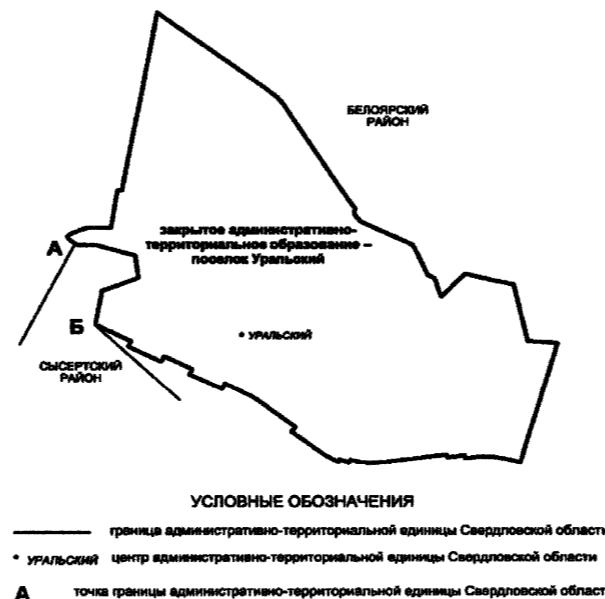 БЕЛОЯРСКИЙ
РАЙОН
закрытое административно-
территориальное образование –
поселок Уральский
А
Б
УРАЛЬСКИЙ
СЫСЕРТСКИЙ
РАЙОН
УСЛОВНЫЕ ОБОЗНАЧЕНИЯ
граница административно-территориальной единицы Свердловской област
УРАЛЬСКИЙ центр административно-территориальной единицы Свердловской области
А точка границы административно-территориальной единицы Свердловской област